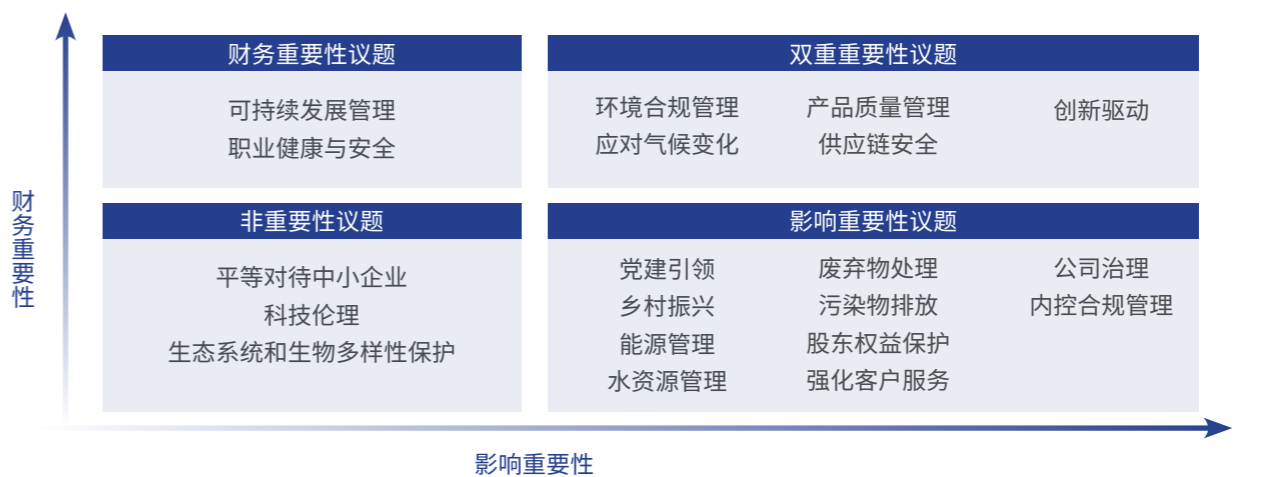 财务重要性议题
可持续发展管理
职业健康与安全
双重重要性议题
环境合规管理 产品质量管理 创新驱动
应对气候变化 供应链安全
财务重要性
非重要性议题
平等对待中小企业
科技伦理
生态系统和生物多样性保护
影响重要性议题
党建引领 废弃物处理 公司治理
乡村振兴 污染物排放 内控合规管理
能源管理 股东权益保护
水资源管理 强化客户服务
影响重要性